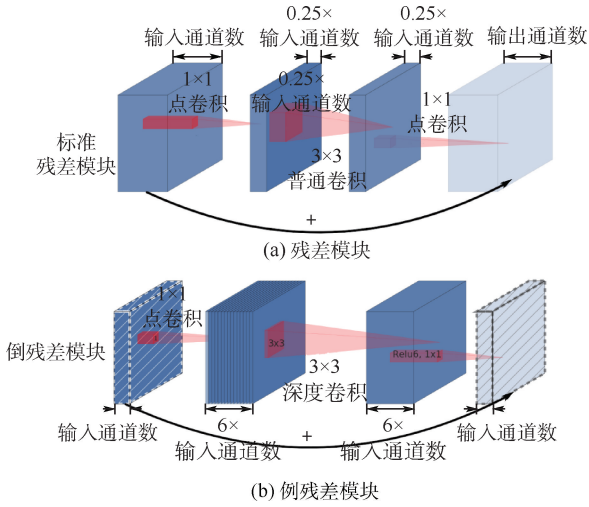 0.25×
0.25×
输入通道数
输入通道数
输入通道数
输出通道数
1×1
点卷积
0.25×
输入通道数
1×1
点卷积
标准
残差模块
3×3
普通卷积
+
(a) 残差模块
1×1
点卷积
倒残差模块
3x3
3×3
深度卷积
Relu6, 1x1
输入通道数
6×
输入通道数
+
6×
输入通道数
输入通道数
(b) 例残差模块